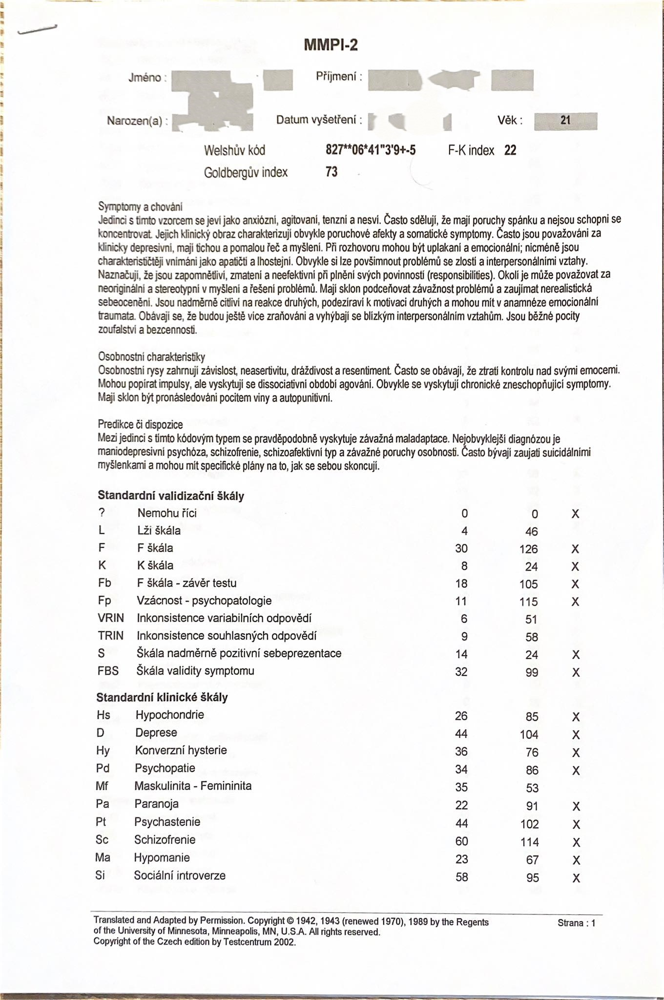 MMPI-2
Jméno : Příjmení :
Narozen(a) : Datum vyšetření : Věk : 21
Welshův kód 827**06*41"3'9+-5 F-K index 22
Goldbergův index 73
Symptomy a chování
Jedinci s tímto vzorcem se jeví jako anxiózní, agitovaní, tenzní a nesví. Často sdělují, že mají poruchy spánku a nejsou schopni se
koncentrovat. Jejich klinický obraz charakterizují obvykle poruchové afekty a somatické symptomy. Často jsou považováni za
klinicky depresivní, mají tichou a pomalou řeč a myšlení. Při rozhovoru mohou být uplakaní a emocionální; nicméně jsou
charakterističtěji vnímáni jako apatičtí a lhostejní. Obvykle si lze povšimnout problémů se zlostí a interpersonálními vztahy.
Naznačují, že jsou zapomnětliví, zmatení a neefektivní při plnění svých povinností (responsibilities). Okolí je může považovat za
neoriginální a stereotypní v myšlení a řešení problémů. Mají sklon podceňovat závažnost problémů a zaujímat nerealistická
sebeocenění. Jsou nadměrně citliví na reakce druhých, podezíraví k motivaci druhých a mohou mít v anamnéze emocionální
traumata. Obávají se, že budou ještě více zraňováni a vyhýbají se blízkým interpersonálním vztahům. Jsou běžné pocity
zoufalství a bezcennosti.
Osobnostní charakteristiky
Osobnostní rysy zahrnují závislost, neasertivitu, dráždivost a resentiment. Často se obávají, že ztratí kontrolu nad svými emocemi.
Mohou popírat impulsy, ale vyskytují se dissociativní období agování. Obvykle se vyskytují chronické zneschopňující symptomy.
Mají sklon být pronásledováni pocitem viny a autopunitivní.
Predikce či dispozice
Mezi jedinci s tímto kódovým typem se pravděpodobně vyskytuje závažná maladaptace. Nejobvyklejší diagnózou je
maniodepresivní psychóza, schizofrenie, schizoafektivní typ a závažné poruchy osobnosti. Často bývají zaujati suicidálními
myšlenkami a mohou mít specifické plány na to, jak se sebou skoncují.
Standardní validizační škály
? Nemohu říci 0 0 X
L Lži škála 4 46
F F škála 30 126 X
K K škála 8 24 X
Fb F škála - závěr testu 18 105 X
Fp Vzácnost - psychopatologie 11 115 X
VRIN Inkonsistence variabilních odpovědí 6 51
TRIN Inkonsistence souhlasných odpovědí 9 58
S Škála nadměrně pozitivní sebeprezentace 14 24 X
FBS Škála validity symptomu 32 99 X
Standardní klinické škály
Hs Hypochondrie 26 85 X
D Deprese 44 104 X
Hy Konverzní hysterie 36 76 X
Pd Psychopatie 34 86 X
Mf Maskulinita - Femininita 35 53
Pa Paranoja 22 91 X
Pt Psychastenie 44 102 X
Sc Schizofrenie 60 114 X
Ma Hypomanie 23 67 X
Si Sociální introverze 58 95 X
Translated and Adapted by Permission. Copyright © 1942, 1943 (renewed 1970), 1989 by the Regents Strana : 1
of the University of Minnesota, Minneapolis, MN, U.S.A. All rights reserved.
Copyright of the Czech edition by Testcentrum 2002.